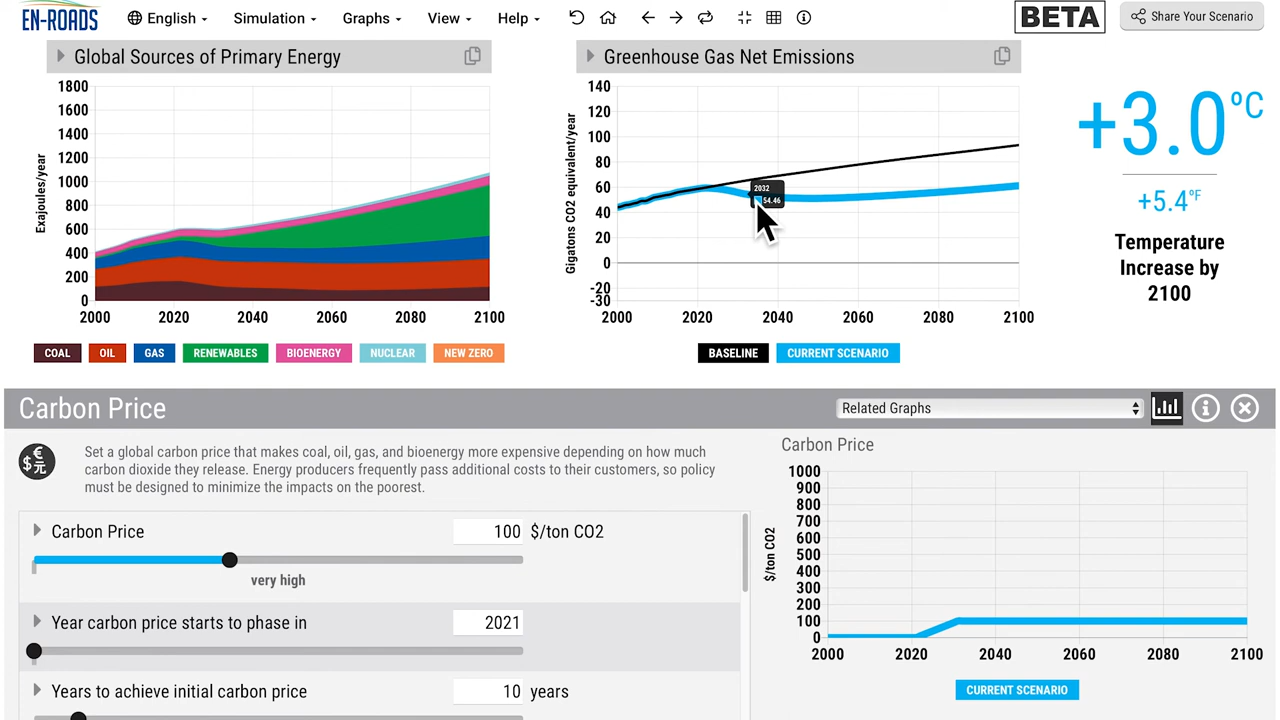 EN-ROADS
English
Simulation
Graphs
View
Help
BETA
Share Your Scenario
Global Sources of Primary Energy
Exajoules/year
1800
1600
1400
1200
1000
800
600
400
200
0
2000 2020 2040 2060 2080 2100
COAL OIL GAS RENEWABLES BIOENERGY NUCLEAR NEW ZERO
Greenhouse Gas Net Emissions
Gigatons CO2 equivalent/year
140
120
100
80
60
40
20
0
-20
-30
2032
54.46
2000 2020 2040 2060 2080 2100
BASELINE CURRENT SCENARIO
+3.0°C
+5.4°F
Temperature
Increase by
2100
Carbon Price
Related Graphs
Set a global carbon price that makes coal, oil, gas, and bioenergy more expensive depending on how much
carbon dioxide they release. Energy producers frequently pass additional costs to their customers, so policy
must be designed to minimize the impacts on the poorest.
Carbon Price 100 $/ton CO2
very high
Year carbon price starts to phase in 2021
Years to achieve initial carbon price 10 years
Carbon Price
$/ton CO2
1000
900
800
700
600
500
400
300
200
100
0
2000 2020 2040 2060 2080 2100
CURRENT SCENARIO